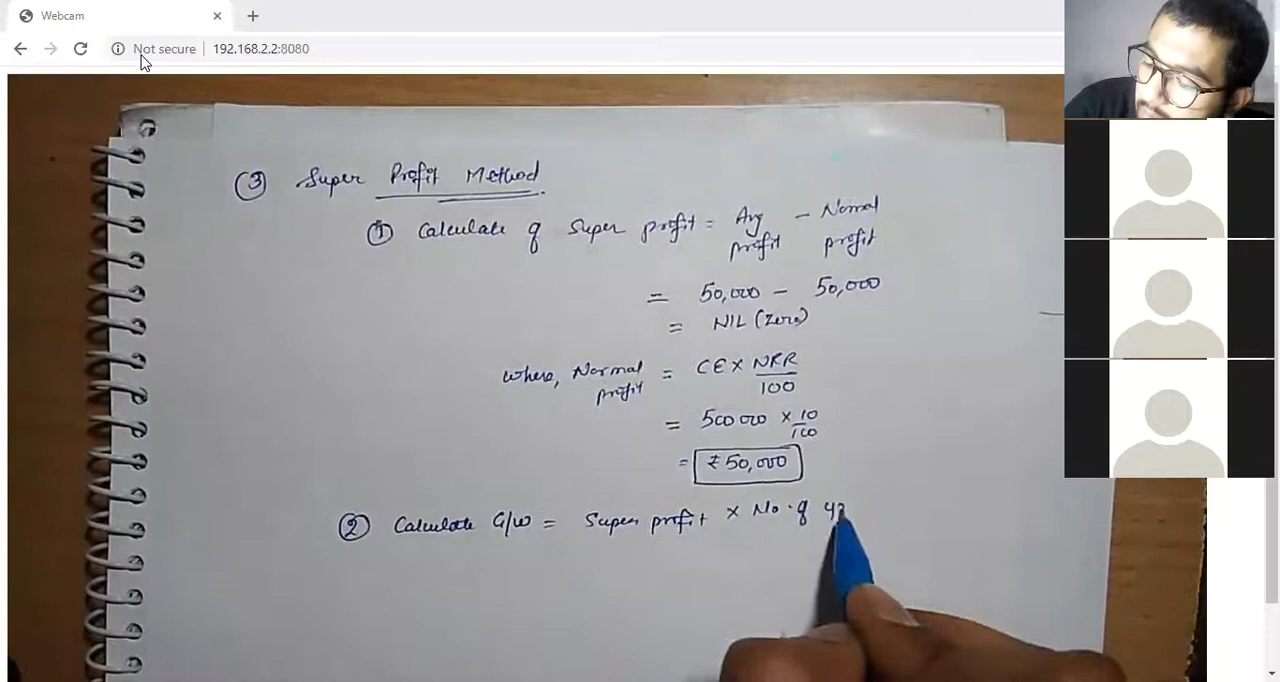 Webcam
Not secure 192.168.2.2:8080
③ Super Profit Method
① Calculate of Super profit = Avg profit - Normal profit
= 50,000 - 50,000
= NIL (Zero)
where, Normal profit = CE × NRR/100
= 500000 × 10/100
= ₹50,000
② Calculate G/W = Super profit × No. of